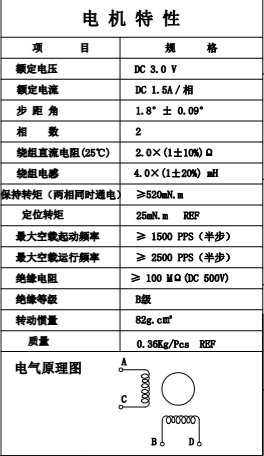 电机特性
项 目 规 格
额定电压 DC 3.0 V
额定电流 DC 1.5A/相
步距角 1.8°± 0.09°
相 数 2
绕组直流电阻(25℃) 2.0×(1±10%)Ω
绕组电感 4.0×(1±20%) mH
保持转矩(两相同时通电) ≥520mN.m
定位转矩 25mN.m REF
最大空载起动频率 ≥ 1500 PPS(半步)
最大空载运行频率 ≥ 2500 PPS(半步)
绝缘电阻 ≥ 100 MΩ(DC 500V)
绝缘等级 B级
转动惯量 82g.cm²
质量 0.36Kg/Pcs REF
电气原理图
A
C
B D